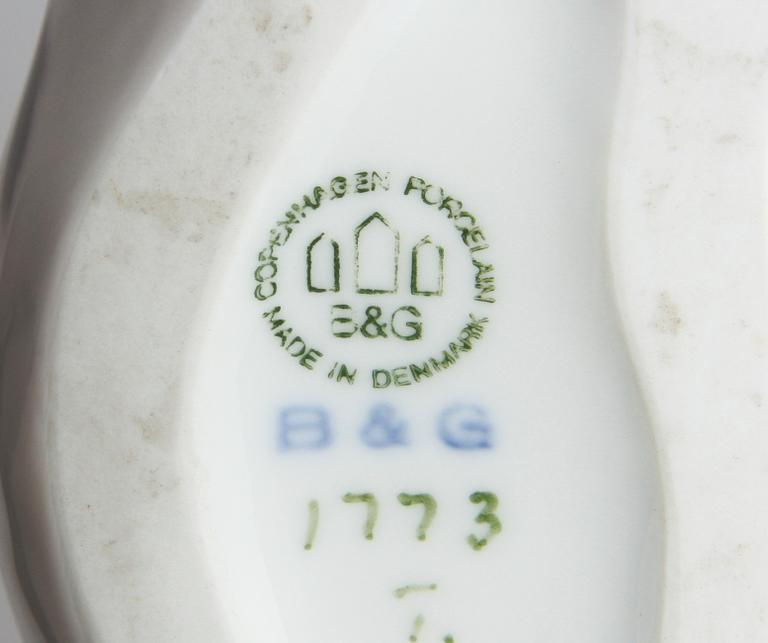 COPENHAGEN PORCELAIN
B&G
MADE IN DENMARK
B & G
1773